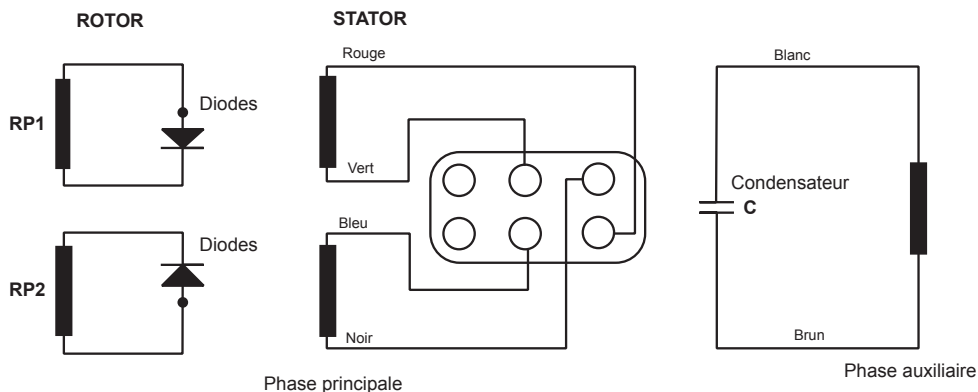 ROTOR
STATOR
Rouge
Blanc
Diodes
RP1
Vert
Condensateur
C
Bleu
Diodes
RP2
Noir
Brun
Phase principale
Phase auxiliaire